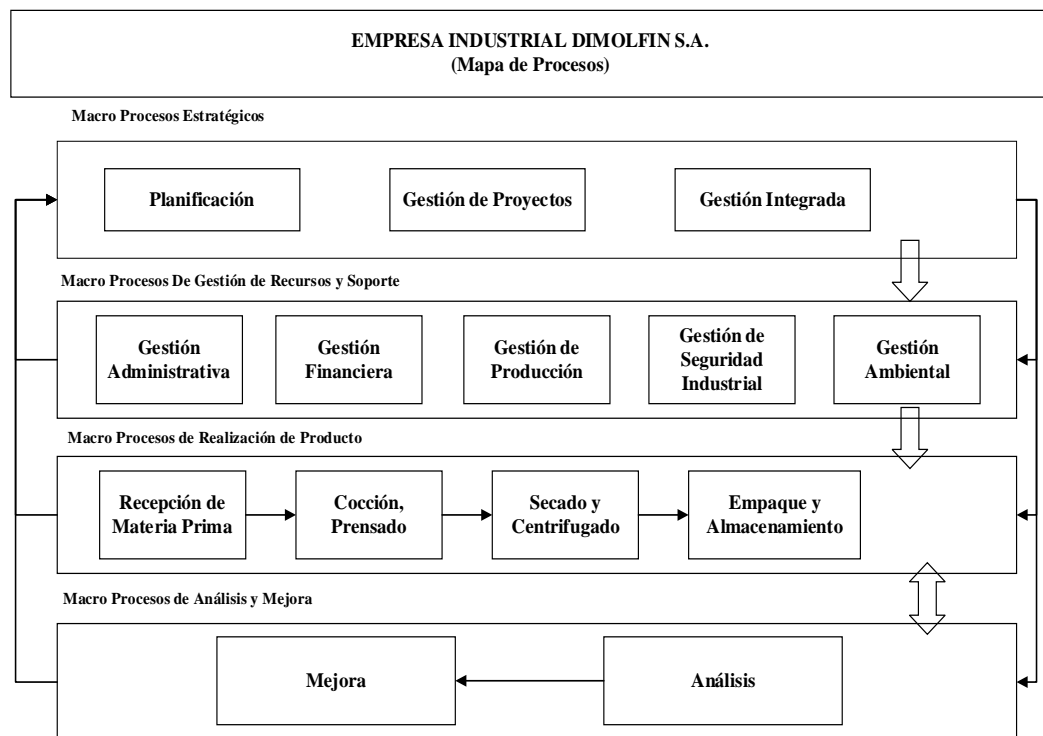 EMPRESA INDUSTRIAL DIMOLFIN S.A.
(Mapa de Procesos)
Macro Procesos Estratégicos
Planificación
Gestión de Proyectos
Gestión Integrada
Macro Procesos De Gestión de Recursos y Soporte
Gestión
Administrativa
Gestión
Financiera
Gestión de
Producción
Gestión de
Seguridad
Industrial
Gestión
Ambiental
Macro Procesos de Realización de Producto
Recepción de
Materia Prima
Cocción,
Prensado
Secado y
Centrifugado
Empaque y
Almacenamiento
Macro Procesos de Análisis y Mejora
Mejora
Análisis